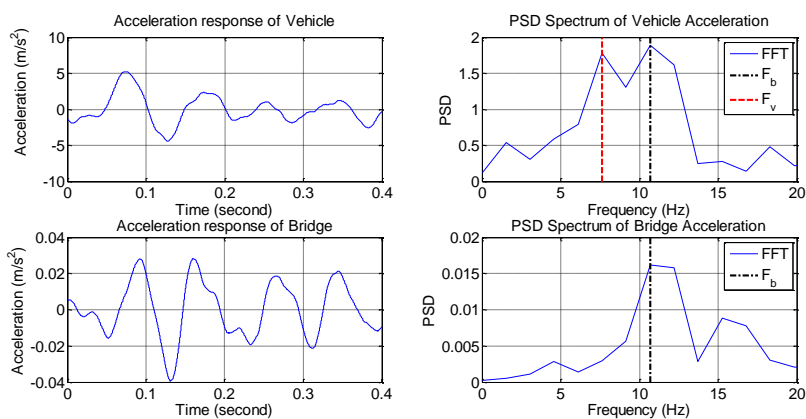 Acceleration response of Vehicle
Acceleration (m/s²)
10
5
0
-5
-10
0
0.1
0.2
0.3
0.4
Time (second)
PSD Spectrum of Vehicle Acceleration
PSD
2
1.5
1
0.5
0
0
5
10
15
20
Frequency (Hz)
FFT
F_b
F_v
Acceleration response of Bridge
Acceleration (m/s²)
0.04
0.02
0
-0.02
-0.04
0
0.1
0.2
0.3
0.4
Time (second)
PSD Spectrum of Bridge Acceleration
PSD
0.02
0.015
0.01
0.005
0
0
5
10
15
20
Frequency (Hz)
FFT
F_b